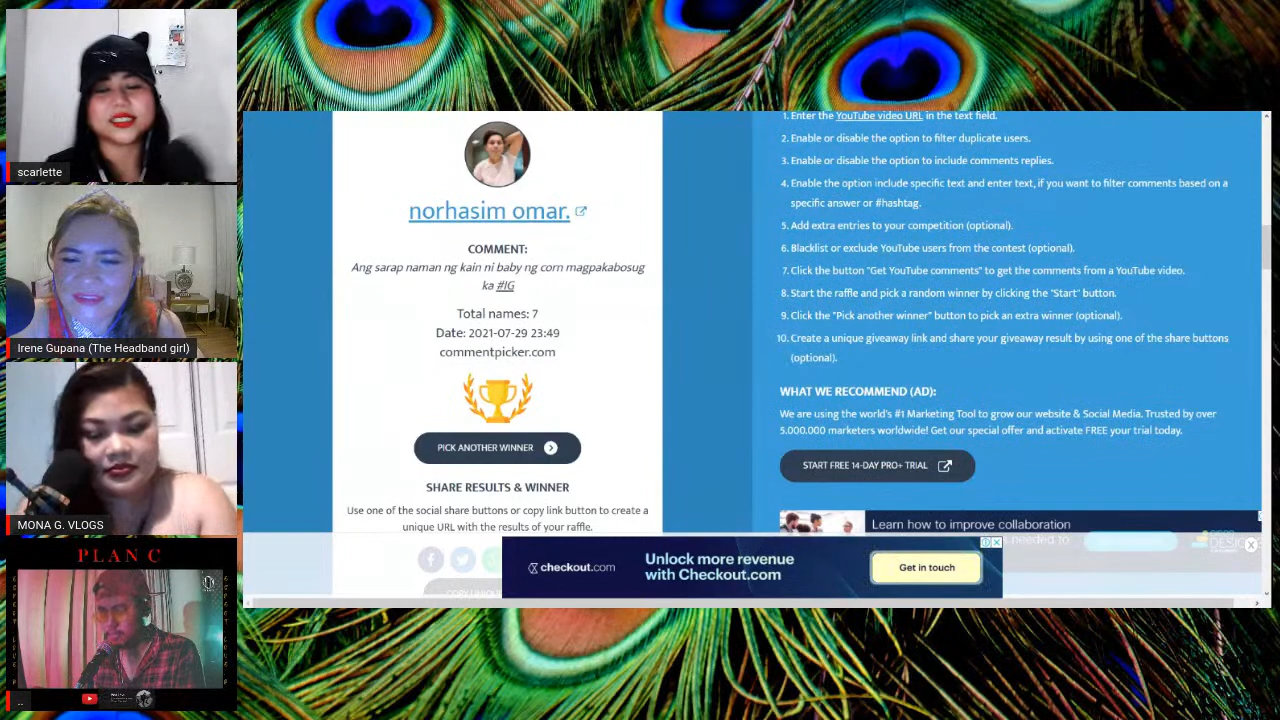 scarlette
Irene Gupana (The Headband girl)
MONA G. VLOGS
PLAN C
..
norhasim omar.
COMMENT:
Ang sarap naman ng kain ni baby ng corn magpakabosug
ka #IG
Total names: 7
Date: 2021-07-29 23:49
commentpicker.com
PICK ANOTHER WINNER
SHARE RESULTS & WINNER
Use one of the social share buttons or copy link button to create a
unique URL with the results of your raffle.
1. Enter the YouTube video URL in the text field.
2. Enable or disable the option to filter duplicate users.
3. Enable or disable the option to include comments replies.
4. Enable the option include specific text and enter text, if you want to filter comments based on a
specific answer or #hashtag.
5. Add extra entries to your competition (optional).
6. Blacklist or exclude YouTube users from the contest (optional).
7. Click the button "Get YouTube comments" to get the comments from a YouTube video.
8. Start the raffle and pick a random winner by clicking the "Start" button.
9. Click the "Pick another winner" button to pick an extra winner (optional).
10. Create a unique giveaway link and share your giveaway result by using one of the share buttons
(optional).
WHAT WE RECOMMEND (AD):
We are using the world's #1 Marketing Tool to grow our website & Social Media. Trusted by over
5.000.000 marketers worldwide! Get our special offer and activate FREE your trial today.
START FREE 14-DAY PRO+ TRIAL
Learn how to improve collaboration
needed to
checkout.com
Unlock more revenue
with Checkout.com
Get in touch